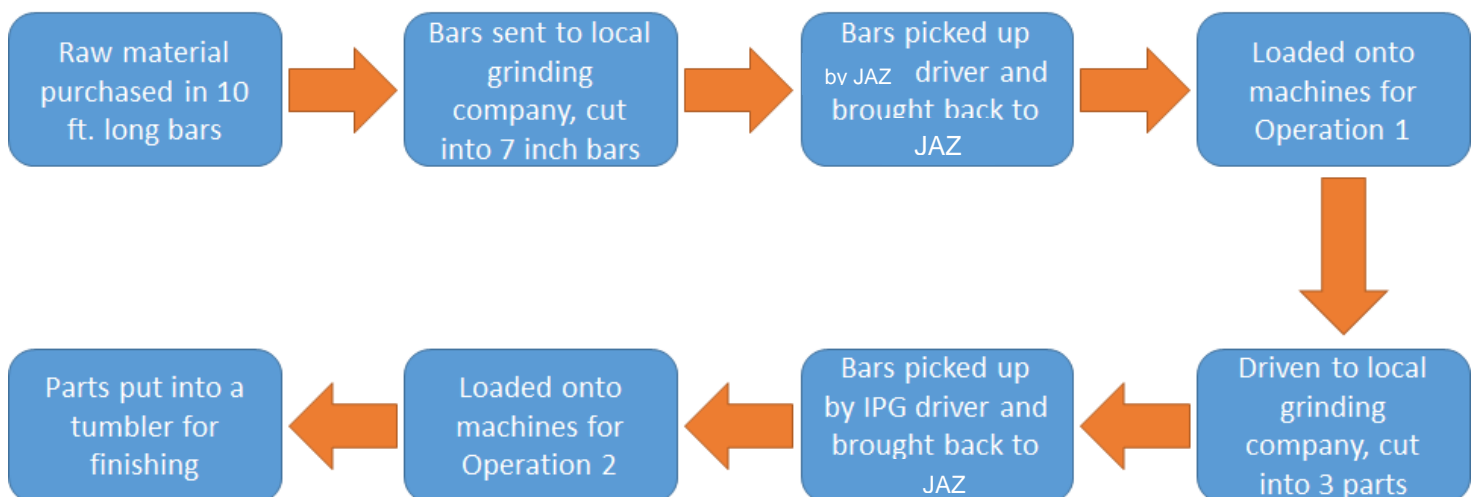 Raw material
purchased in 10
ft. long bars
Bars sent to local
grinding
company, cut
into 7 inch bars
Bars picked up
by JAZ driver and
brought back to
JAZ
Loaded onto
machines for
Operation 1
Driven to local
grinding
company, cut
into 3 parts
Bars picked up
by IPG driver and
brought back to
JAZ
Loaded onto
machines for
Operation 2
Parts put into a
tumbler for
finishing